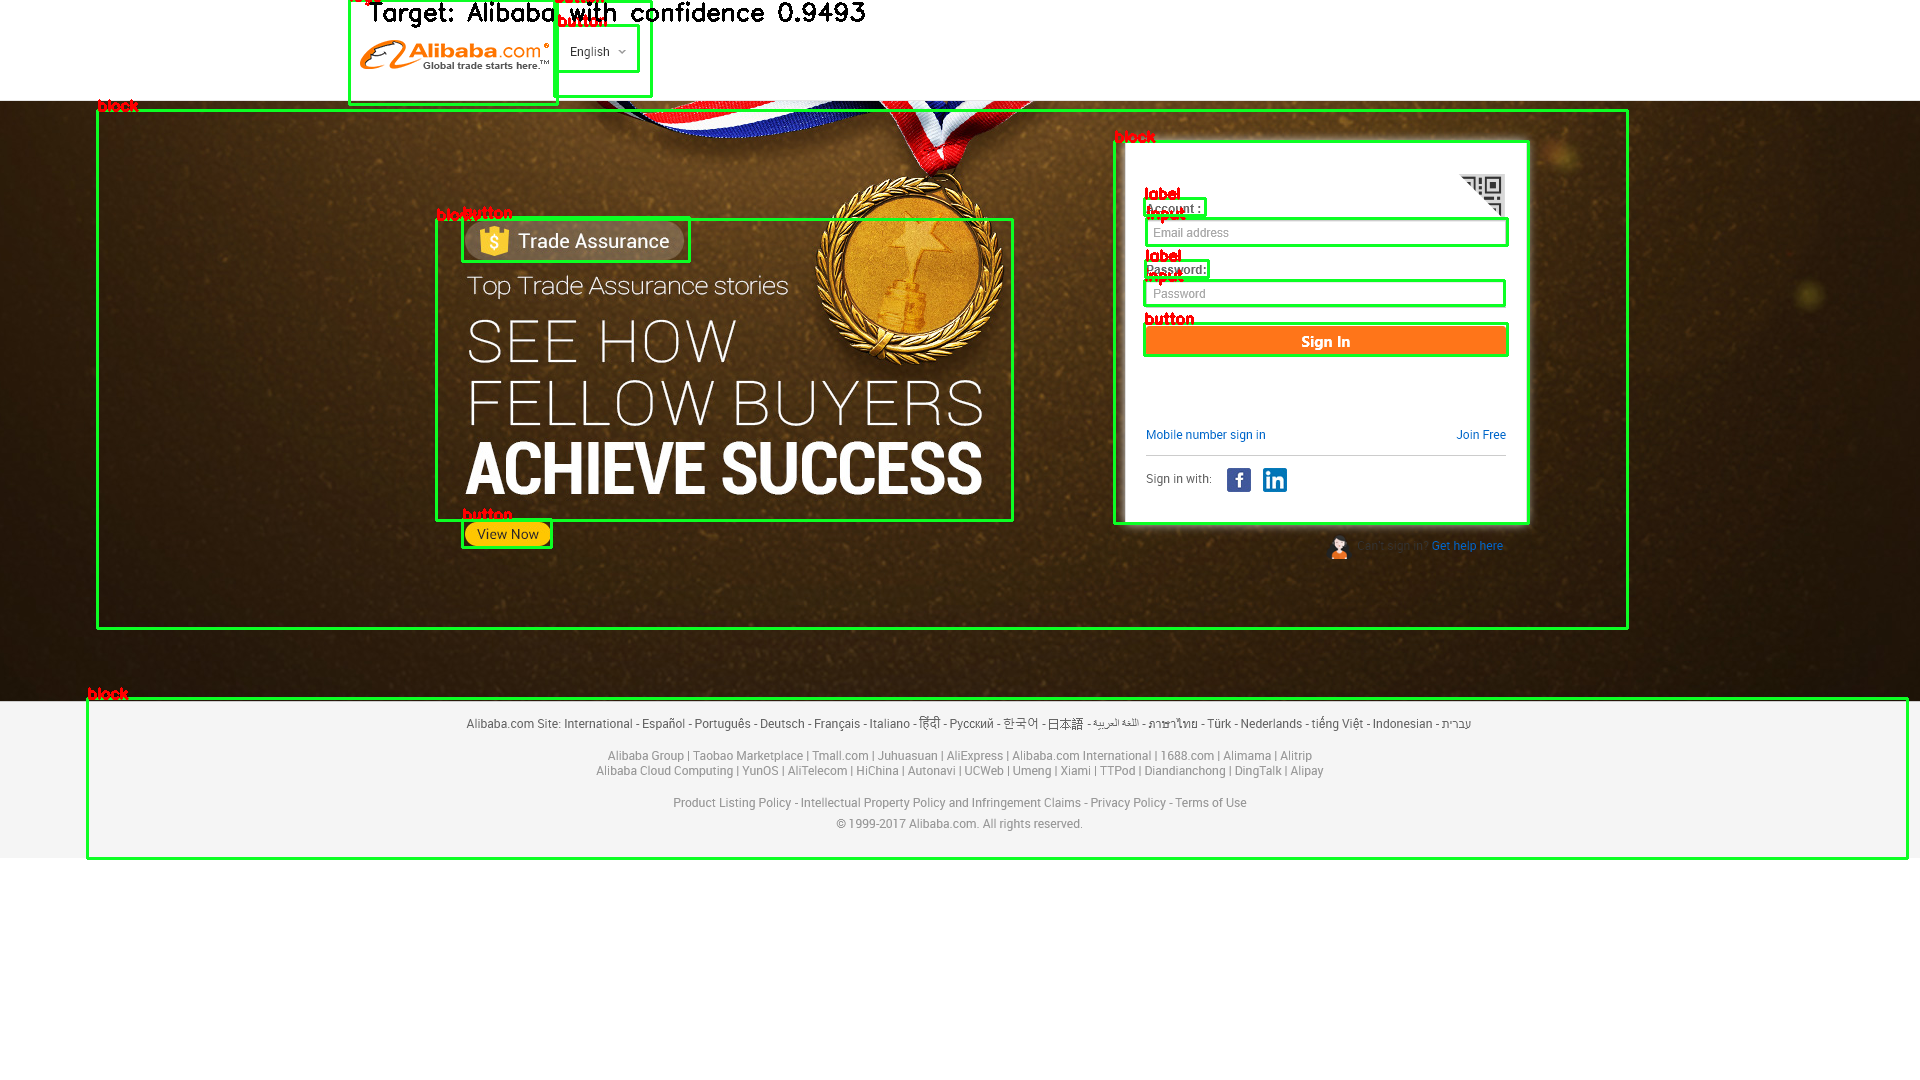 Target: Alibaba with confidence 0.9493
logo
button
button
Alibaba.com®
Global trade starts here.™
English
block
block
block
button
Trade Assurance
Top Trade Assurance stories
SEE HOW
FELLOW BUYERS
ACHIEVE SUCCESS
button
View Now
label
Account :
input
Email address
label
Password:
input
Password
button
Sign In
Mobile number sign in
Join Free
Sign in with:
f
in
Can't sign in? Get help here
block
Alibaba.com Site: International - Español - Português - Deutsch - Français - Italiano - हिंदी - Pусский - 한국어 - 日本語 - اللغة العربية - ภาษาไทย - Türk - Nederlands - tiếng Việt - Indonesian - עברית
Alibaba Group | Taobao Marketplace | Tmall.com | Juhuasuan | AliExpress | Alibaba.com International | 1688.com | Alimama | Alitrip
Alibaba Cloud Computing | YunOS | AliTelecom | HiChina | Autonavi | UCWeb | Umeng | Xiami | TTPod | Diandianchong | DingTalk | Alipay
Product Listing Policy - Intellectual Property Policy and Infringement Claims - Privacy Policy - Terms of Use
© 1999-2017 Alibaba.com. All rights reserved.